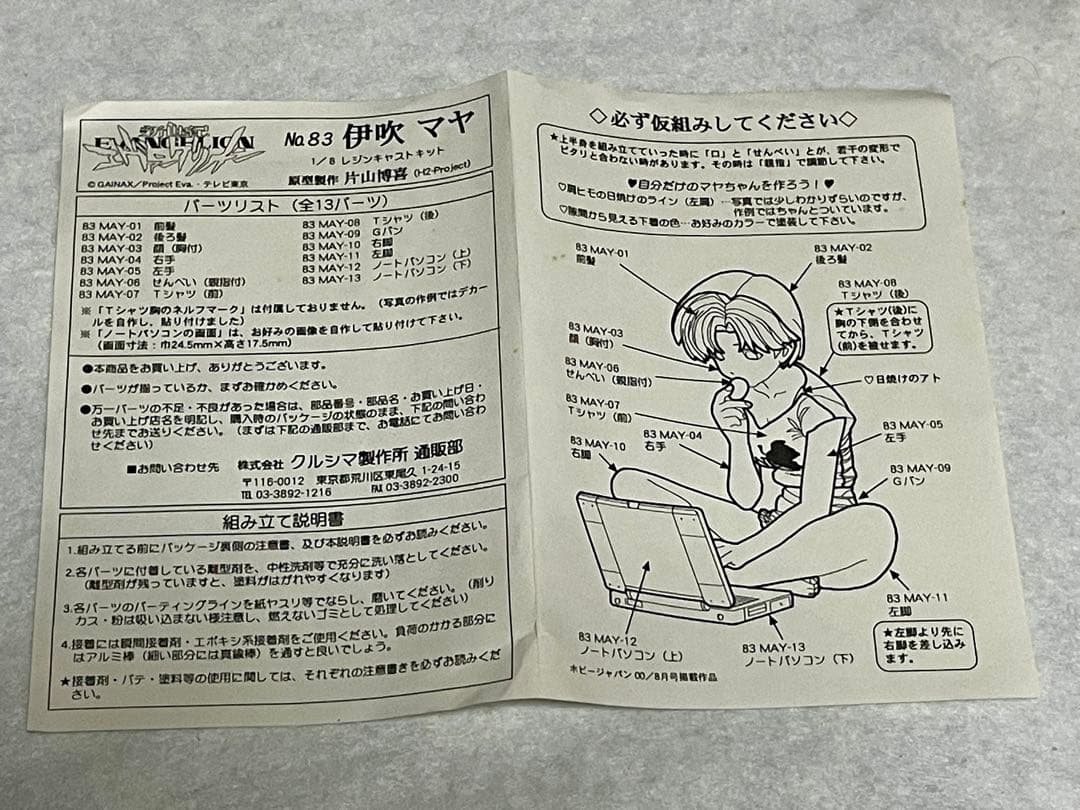 新世紀
EVANGELION
エヴァンゲリオン
No.83 伊吹 マヤ
1/8 レジンキャストキット
©GAINAX/Project Eva.・テレビ東京
原型製作 片山博喜(H2-Project)
パーツリスト(全13パーツ)
83 MAY-01 前髪
83 MAY-02 後ろ髪
83 MAY-03 顔(胸付)
83 MAY-04 右手
83 MAY-05 左手
83 MAY-06 せんべい(親指付)
83 MAY-07 Tシャツ(前)
83 MAY-08 Tシャツ(後)
83 MAY-09 Gパン
83 MAY-10 右脚
83 MAY-11 左脚
83 MAY-12 ノートパソコン(上)
83 MAY-13 ノートパソコン(下)
※「Tシャツ胸のネルフマーク」は付属しておりません。(写真の作例ではデカー
ルを自作し、貼り付けました)
※「ノートパソコンの画面」は、お好みの画像を自作して貼り付けて下さい。
(画面寸法:巾24.5mm×高さ17.5mm)
●本商品をお買い上げ、ありがとうございます。
●パーツが揃っているか、まずお確かめください。
●万一パーツの不足・不良があった場合は、部品番号・部品名・お買い上げ日・
お買い上げ店名を明記し、購入時のパッケージの状態のまま、下記の問い合わ
せ先までお送りください。(まずは下記の通販部まで、お電話にてお問い合わ
せください)
■お問い合わせ先 株式会社 クルシマ製作所 通販部
〒116-0012 東京都荒川区東尾久 1-24-15
TEL 03-3892-1216 FAX 03-3892-2300
組み立て説明書
1.組み立てる前にパッケージ裏側の注意書、及び本説明書を必ずお読みください。
2.各パーツに付着している離型剤を、中性洗剤等で充分に洗い落としてください。
(離型剤が残っていますと、塗料がはがれやすくなります)
3.各パーツのパーティングラインを紙ヤスリ等でならし、磨いてください。(削り
カス・粉は吸い込まない様注意し、燃えないゴミとして処理してください)
4.接着には瞬間接着剤・エポキシ系接着剤をご使用ください。負荷のかかる部分に
はアルミ棒(細い部分には真鍮棒)を通すと良いでしょう。
★接着剤・パテ・塗料等の使用に関しては、それぞれの注意書きを必ずお読みくだ
さい。
◇必ず仮組みしてください◇
★上半身を組み立てていった時に「口」と「せんべい」とが、若干の変形で
ピタリと合わない時があります。その時は「親指」で調節して下さい。
♥自分だけのマヤちゃんを作ろう!♥
♡肩ヒモの日焼けのライン(左肩)…写真では少しわかりずらいのですが、
作例ではちゃんとついています。
♡隙間から見える下着の色…お好みのカラーで塗装して下さい。
83 MAY-01
前髪
83 MAY-02
後ろ髪
83 MAY-08
Tシャツ(後)
★Tシャツ(後)に
胸の下側を合わせ
てから、Tシャツ
(前)を被せます。
83 MAY-03
顔(胸付)
83 MAY-06
せんべい(親指付)
♡日焼けのアト
83 MAY-07
Tシャツ(前)
83 MAY-05
左手
83 MAY-04
右手
83 MAY-10
右脚
83 MAY-09
Gパン
83 MAY-11
左脚
83 MAY-12
ノートパソコン(上)
83 MAY-13
ノートパソコン(下)
★左脚より先に
右脚を差し込み
ます。
ホビージャパン 00/8月号掲載作品